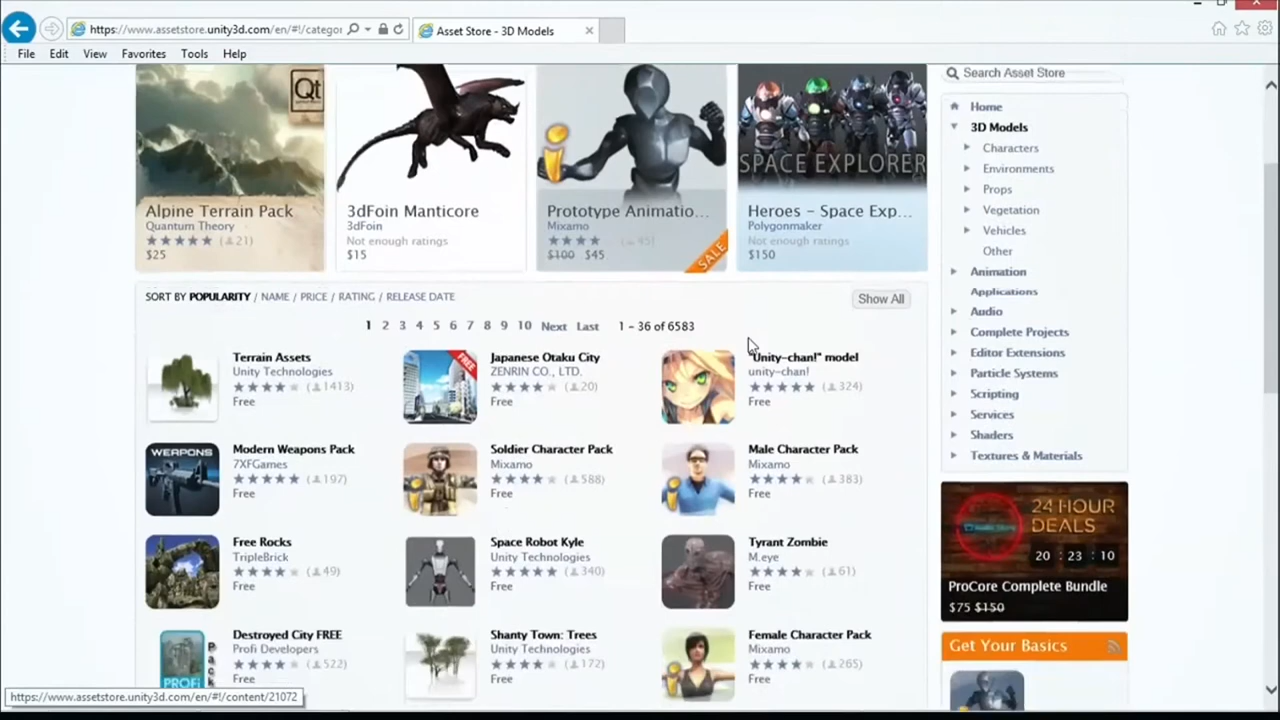 https://www.assetstore.unity3d.com/en/#!/categor
Asset Store - 3D Models
File Edit View Favorites Tools Help
Qt
SPACE EXPLORER
Alpine Terrain Pack
Quantum Theory
(21)
$25
3dFoin Manticore
3dFoin
Not enough ratings
$15
Prototype Animatio...
Mixamo
(45)
$100 $45
SALE
Heroes - Space Exp...
Polygonmaker
Not enough ratings
$150
SORT BY POPULARITY / NAME / PRICE / RATING / RELEASE DATE
Show All
1 2 3 4 5 6 7 8 9 10 Next Last 1 - 36 of 6583
Terrain Assets
Unity Technologies
(1413)
Free
FREE
Japanese Otaku City
ZENRIN CO., LTD.
(20)
Free
"Unity-chan!" model
unity-chan!
(324)
Free
WEAPONS
Modern Weapons Pack
7XFGames
(197)
Free
Soldier Character Pack
Mixamo
(588)
Free
Male Character Pack
Mixamo
(383)
Free
Free Rocks
TripleBrick
(49)
Free
Space Robot Kyle
Unity Technologies
(340)
Free
Tyrant Zombie
M.eye
(61)
Free
PROFi
Pack
Destroyed City FREE
Profi Developers
(522)
Free
Shanty Town: Trees
Unity Technologies
(172)
Free
Female Character Pack
Mixamo
(265)
Free
Search Asset Store
Home
3D Models
Characters
Environments
Props
Vegetation
Vehicles
Other
Animation
Applications
Audio
Complete Projects
Editor Extensions
Particle Systems
Scripting
Services
Shaders
Textures & Materials
24 HOUR
DEALS
20 : 23 : 10
ProCore Complete Bundle
$75 $150
Get Your Basics
https://www.assetstore.unity3d.com/en/#!/content/21072